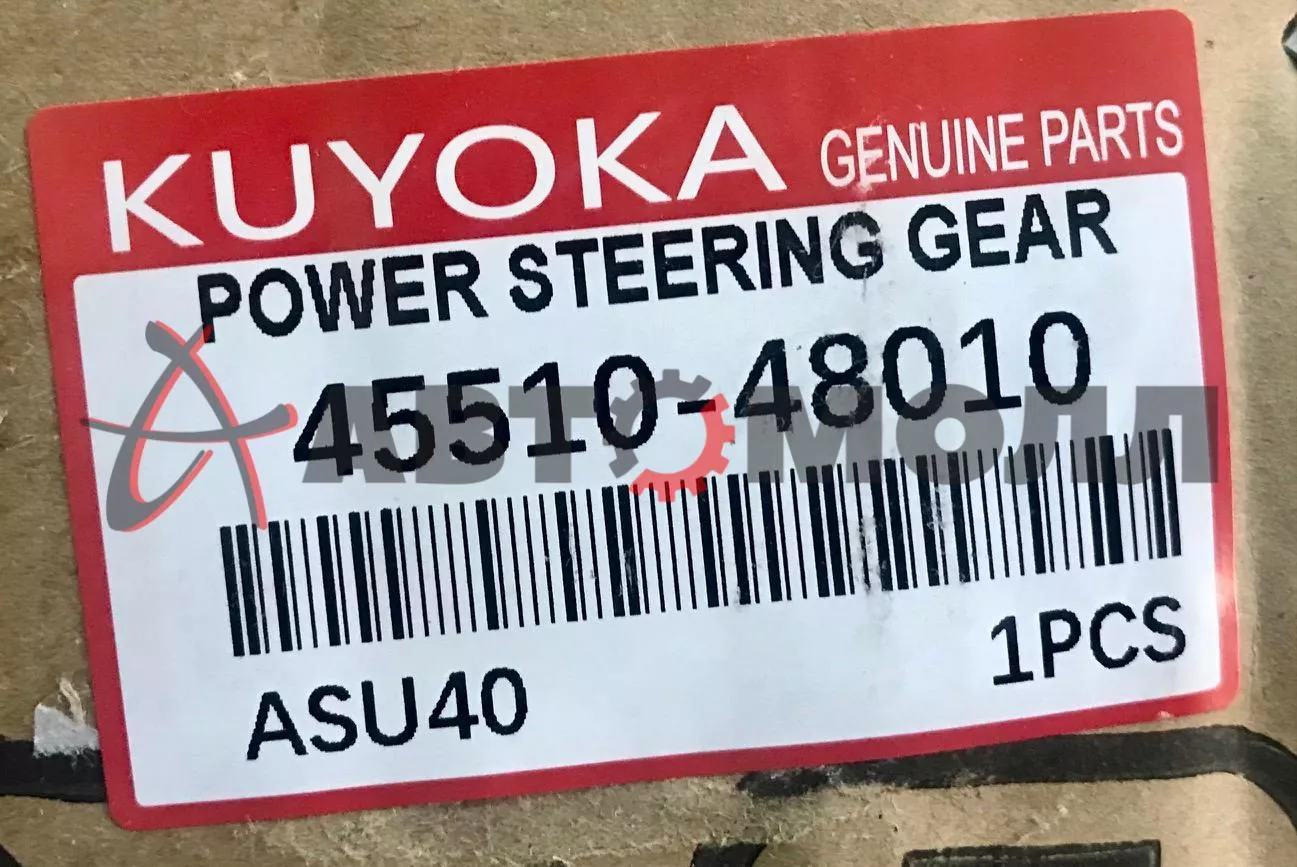 KUYOKA GENUINE PARTS
POWER STEERING GEAR
45510-48010
АВТОМОЛЛ
ASU40
1PCS